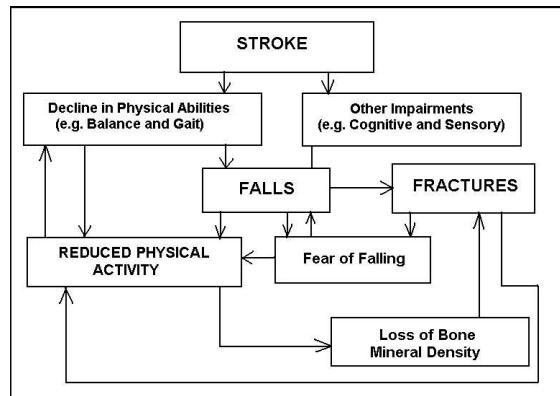 STROKE
Decline in Physical Abilities
(e.g. Balance and Gait)
Other Impairments
(e.g. Cognitive and Sensory)
FALLS
FRACTURES
REDUCED PHYSICAL
ACTIVITY
Fear of Falling
Loss of Bone
Mineral Density